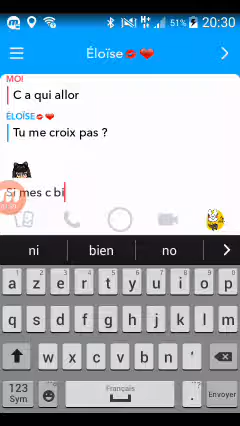 51% 20:30
Éloïse💋❤️
MOI
C a qui allor
ÉLOÏSE💋❤️
Tu me croix pas ?
Si mes c bi
ni bien no
a z e r t y u i o p
q s d f g h j k l m
w x c v b n '
123 Français . Envoyer
Sym